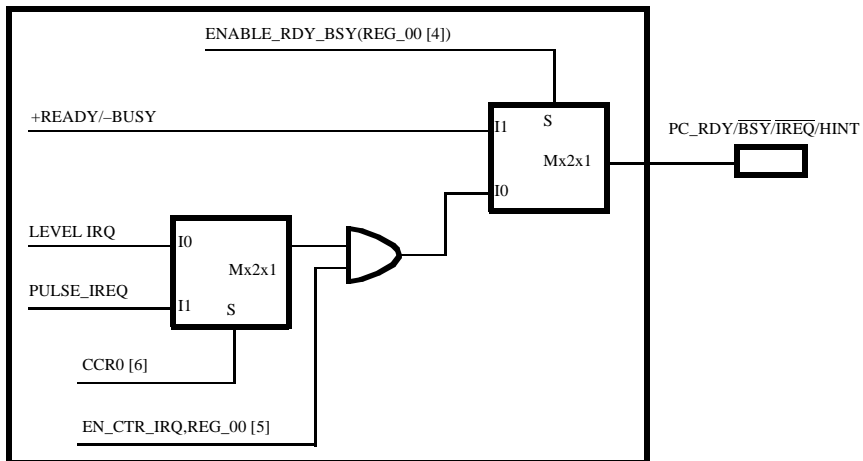 ENABLE_RDY_BSY(REG_00 [4])
+READY/–BUSY
I1
S
PC_RDY/BSY/IREQ/HINT
Mx2x1
I0
LEVEL IRQ
I0
Mx2x1
PULSE_IREQ
I1
S
CCR0 [6]
EN_CTR_IRQ,REG_00 [5]